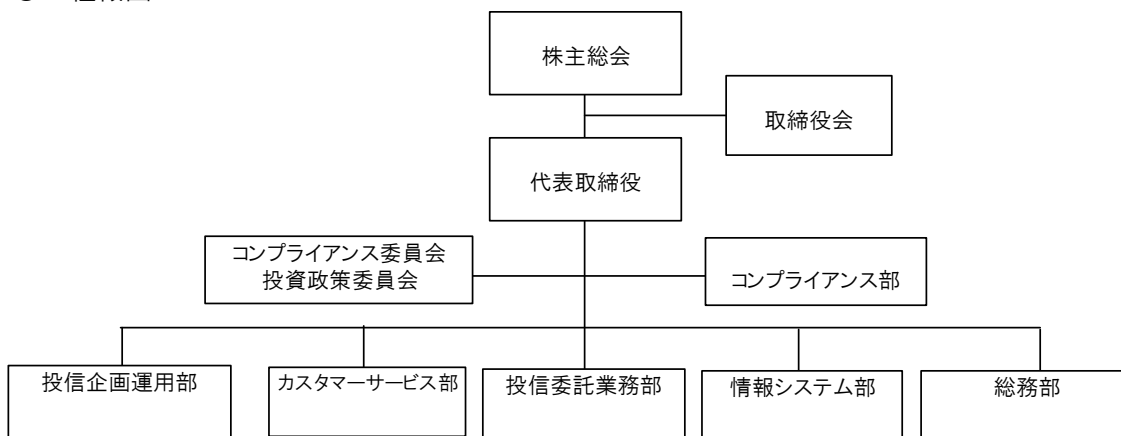 株主総会
取締役会
代表取締役
コンプライアンス委員会
投資政策委員会
コンプライアンス部
投信企画運用部
カスタマーサービス部
投信委託業務部
情報システム部
総務部